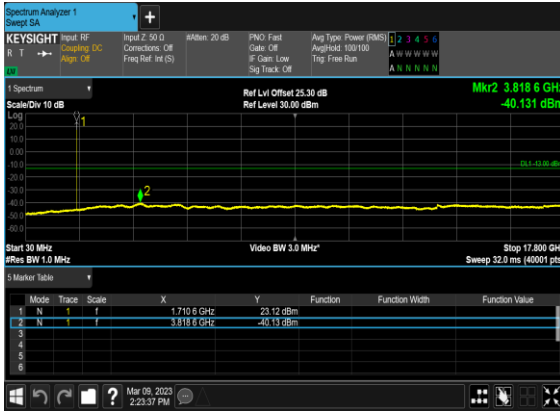 Spectrum Analyzer 1
Swept SA
+
KEYSIGHT
R T
Input: RF
Coupling: DC
Align: Off
Input Z: 50 Ω
Corrections: Off
Freq Ref: Int (S)
#Atten: 20 dB
PNO: Fast
Gate: Off
IF Gain: Low
Sig Track: Off
Avg Type: Power (RMS)
Avg|Hold: 100/100
Trig: Free Run
1 2 3 4 5 6
A W W W W W
A N N N N N
1 Spectrum
Scale/Div 10 dB
Ref Lvl Offset 25.30 dB
Ref Level 30.00 dBm
Mkr2 3.818 6 GHz
-40.131 dBm
Log
20.0
10.0
0.00
-10.0
-20.0
-30.0
-40.0
-50.0
-60.0
1
DL1 -13.00 dBm
2
Start 30 MHz
#Res BW 1.0 MHz
Video BW 3.0 MHz*
Stop 17.800 GHz
Sweep 32.0 ms (40001 pts)
5 Marker Table
Mode Trace Scale X Y Function Function Width Function Value
1 N 1 f 1.710 6 GHz 23.12 dBm
2 N 1 f 3.818 6 GHz -40.13 dBm
3
4
5
6
?
Mar 09, 2023
2:23:37 PM